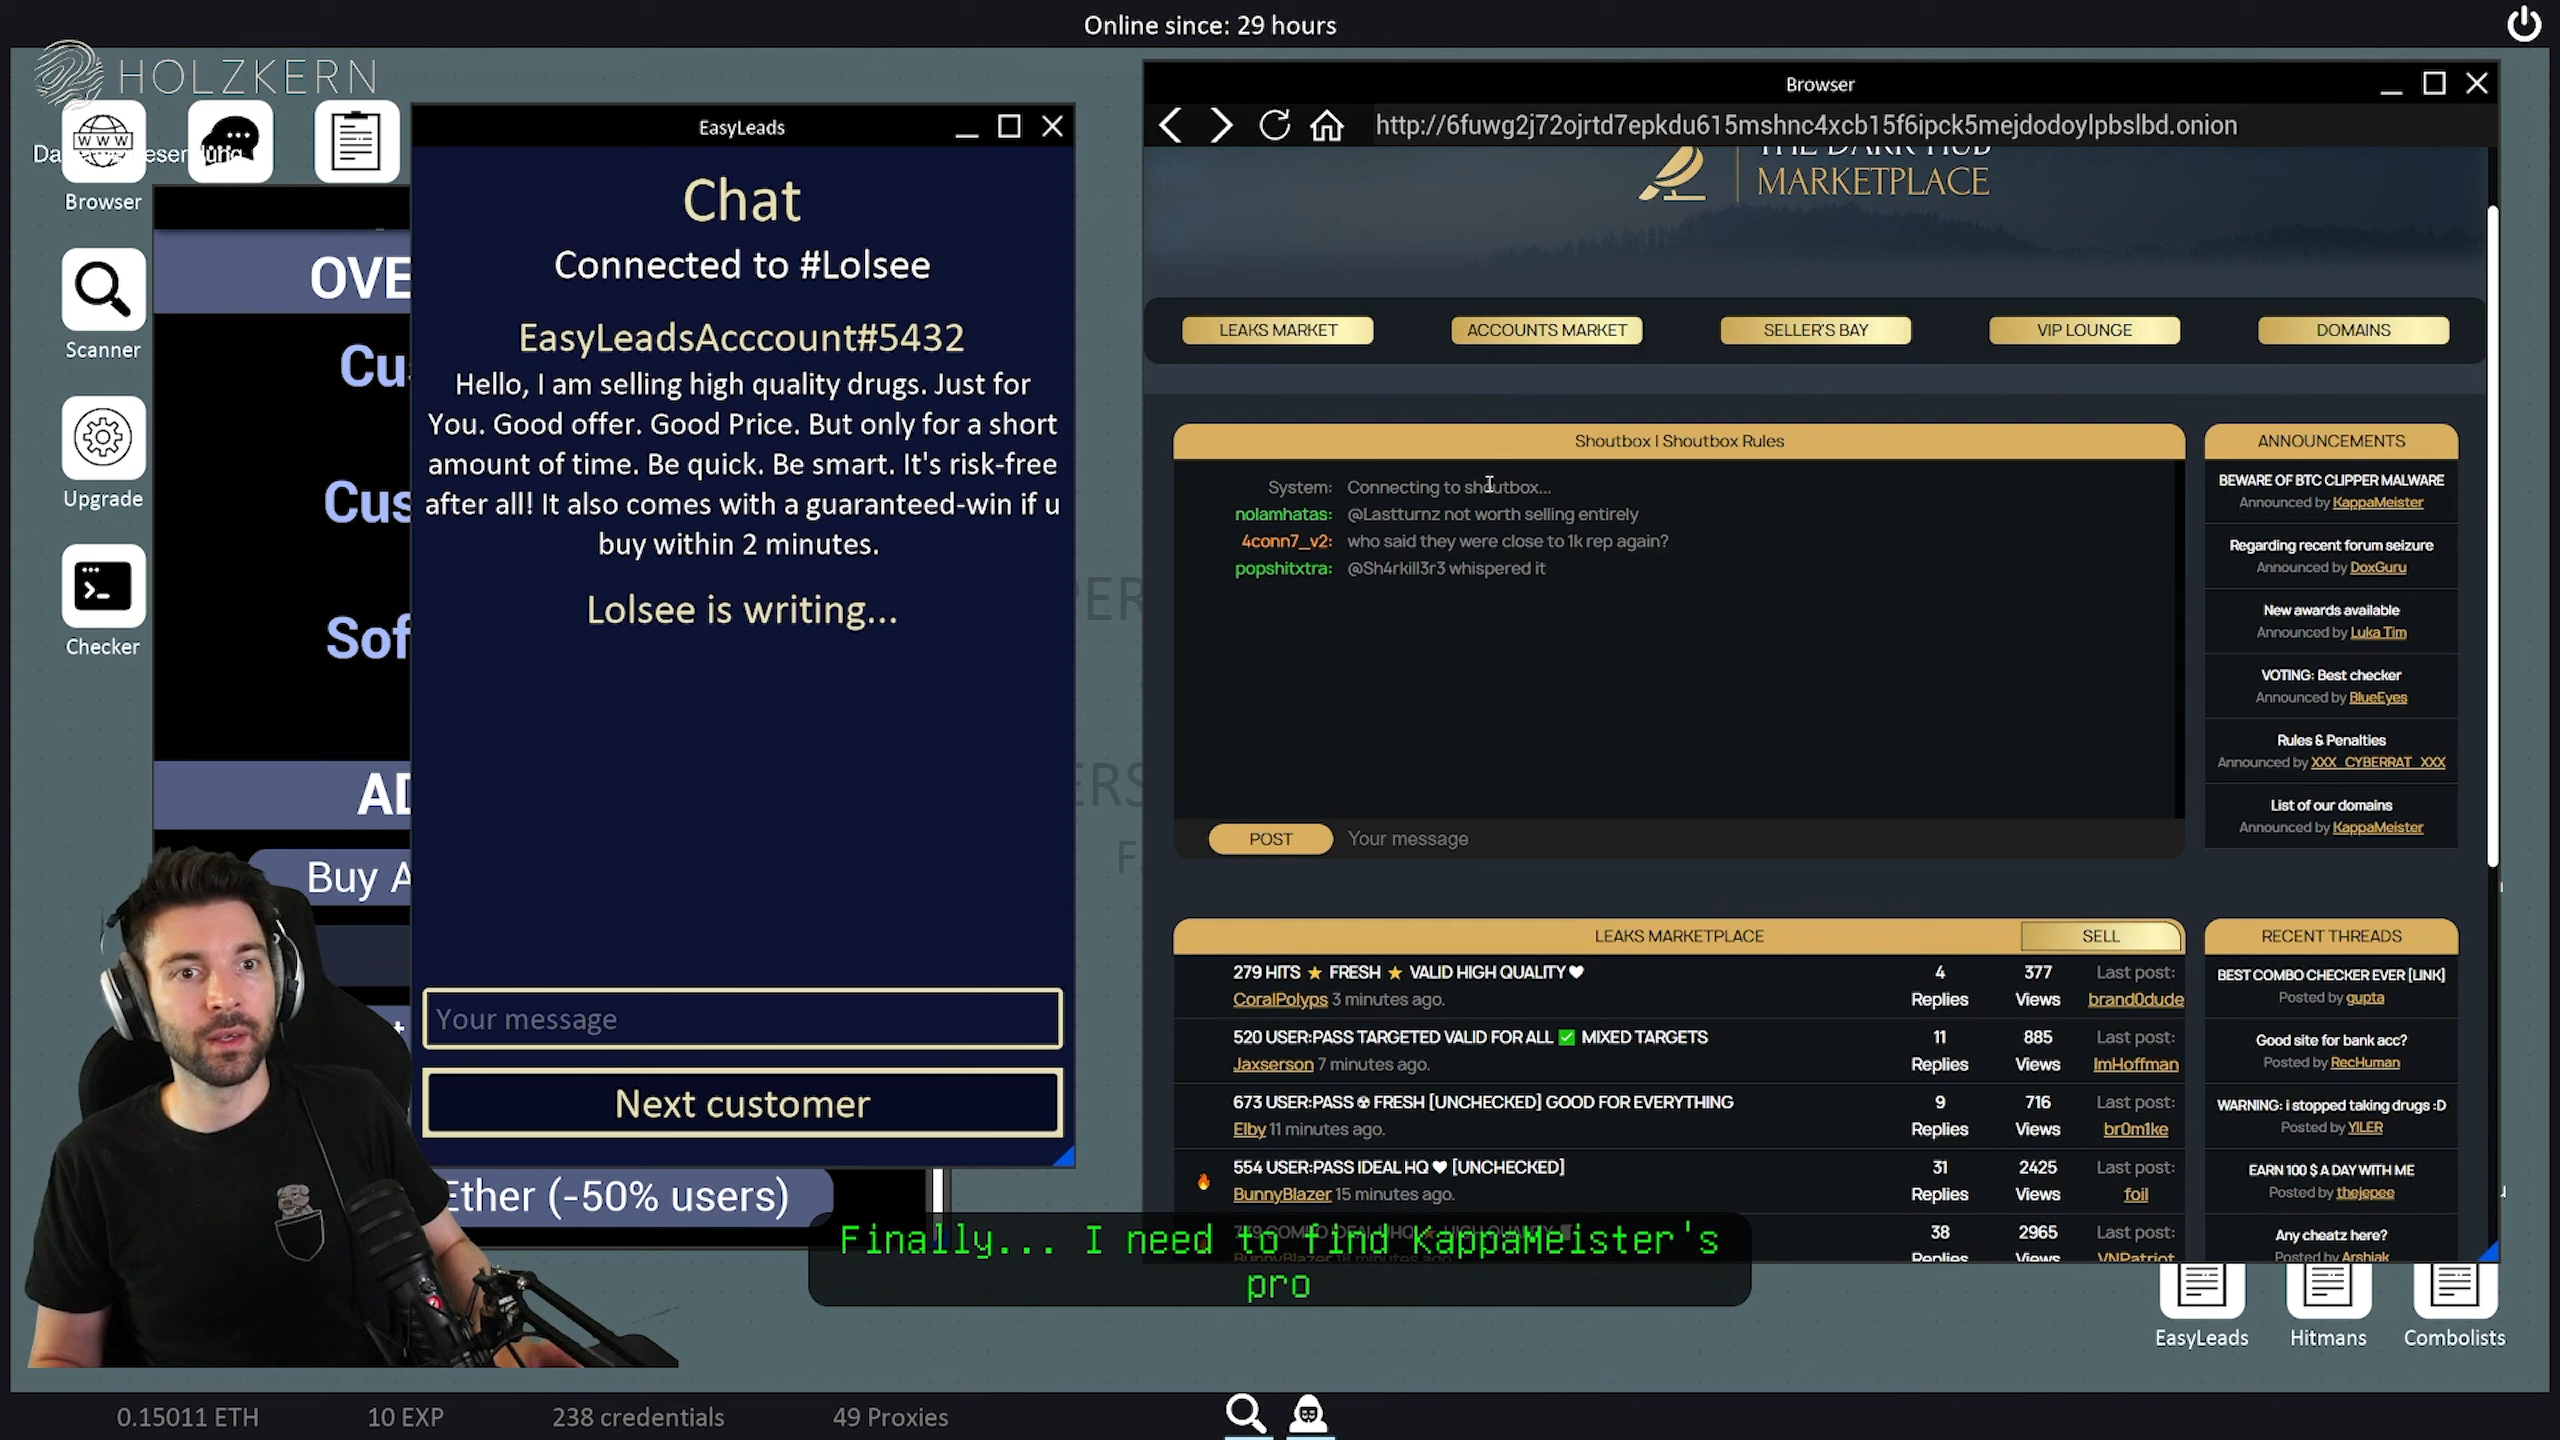 Online since: 29 hours
HOLZKERN
Browser
Scanner
Upgrade
Checker
OVE
Cu
Cus
Sof
AD
Buy A
Ether (-50% users)
EasyLeads
Chat
Connected to #Lolsee
EasyLeadsAcccount#5432
Hello, I am selling high quality drugs. Just for
You. Good offer. Good Price. But only for a short
amount of time. Be quick. Be smart. It's risk-free
after all! It also comes with a guaranteed-win if u
buy within 2 minutes.
Lolsee is writing...
Your message
Next customer
Browser
http://6fuwg2j72ojrtd7epkdu615mshnc4xcb15f6ipck5mejdodoylpbslbd.onion
THE DARK HUB
MARKETPLACE
LEAKS MARKET
ACCOUNTS MARKET
SELLER'S BAY
VIP LOUNGE
DOMAINS
Shoutbox | Shoutbox Rules
System: Connecting to shoutbox...
nolamhatas: @Lastturnz not worth selling entirely
4conn7_v2: who said they were close to 1k rep again?
popshitxtra: @Sh4rkill3r3 whispered it
POST Your message
ANNOUNCEMENTS
BEWARE OF BTC CLIPPER MALWARE
Announced by KappaMeister
Regarding recent forum seizure
Announced by DoxGuru
New awards available
Announced by Luka Tim
VOTING: Best checker
Announced by BlueEyes
Rules & Penalties
Announced by XXX_CYBERRAT_XXX
List of our domains
Announced by KappaMeister
LEAKS MARKETPLACE SELL
279 HITS ★ FRESH ★ VALID HIGH QUALITY ♥ 4 377 Last post:
CoralPolyps 3 minutes ago. Replies Views brand0dude
520 USER:PASS TARGETED VALID FOR ALL ✅ MIXED TARGETS 11 885 Last post:
Jaxserson 7 minutes ago. Replies Views ImHoffman
673 USER:PASS ☢ FRESH [UNCHECKED] GOOD FOR EVERYTHING 9 716 Last post:
Elby 11 minutes ago. Replies Views br0m1ke
554 USER:PASS IDEAL HQ ♥ [UNCHECKED] 31 2425 Last post:
BunnyBlazer 15 minutes ago. Replies Views foil
38 2965 Last post:
Replies Views VNPatriot
RECENT THREADS
BEST COMBO CHECKER EVER [LINK]
Posted by gupta
Good site for bank acc?
Posted by RecHuman
WARNING: i stopped taking drugs :D
Posted by YILER
EARN 100 $ A DAY WITH ME
Posted by thejepee
Any cheatz here?
Posted by Arshiak
Finally... I need to find KappaMeister's
pro
EasyLeads
Hitmans
Combolists
0.15011 ETH
10 EXP
238 credentials
49 Proxies